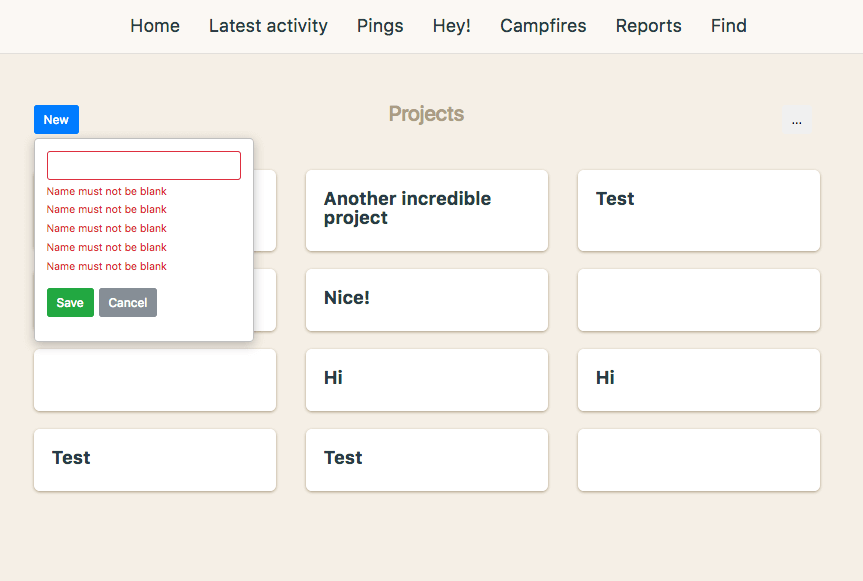 Home Latest activity Pings Hey! Campfires Reports Find
New
Projects
...
Name must not be blank
Name must not be blank
Name must not be blank
Name must not be blank
Name must not be blank
Save Cancel
Another incredible
project
Test
Nice!
Hi
Hi
Test
Test